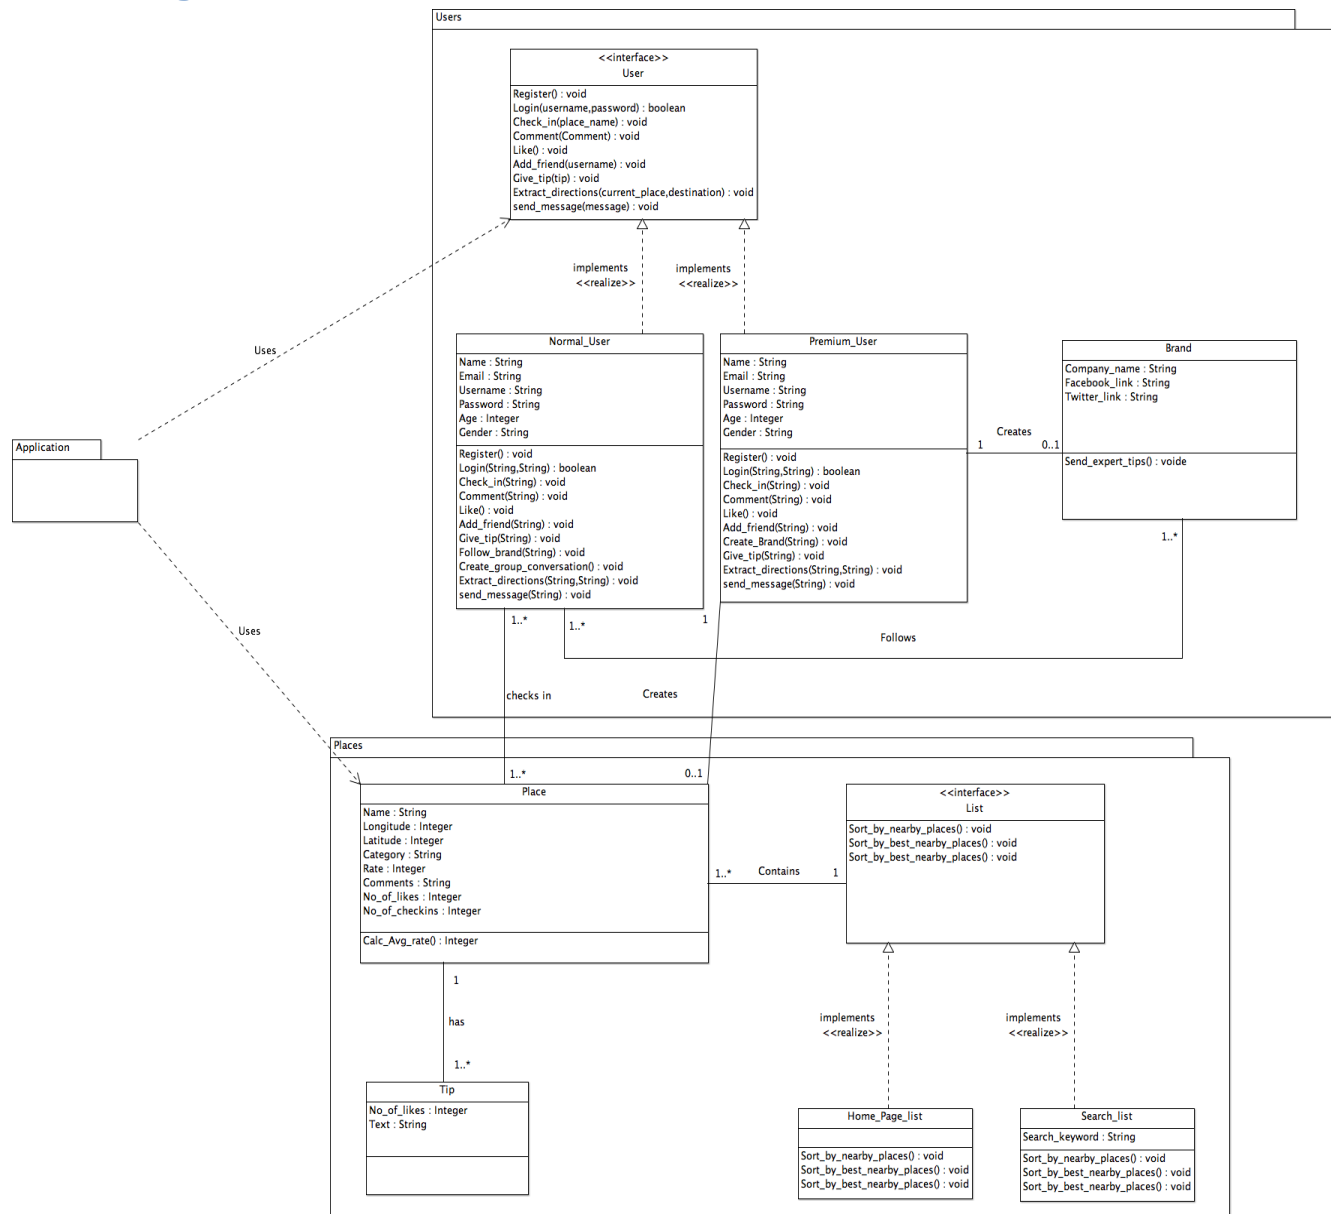 Users
<<interface>>
User
Register() : void
Login(username,password) : boolean
Check_in(place_name) : void
Comment(Comment) : void
Like() : void
Add_friend(username) : void
Give_tip(tip) : void
Extract_directions(current_place,destination) : void
send_message(message) : void
implements
<<realize>>
implements
<<realize>>
Uses
Normal_User
Name : String
Email : String
Username : String
Password : String
Age : Integer
Gender : String
Register() : void
Login(String,String) : boolean
Check_in(String) : void
Comment(String) : void
Like() : void
Add_friend(String) : void
Give_tip(String) : void
Follow_brand(String) : void
Create_group_conversation() : void
Extract_directions(String,String) : void
send_message(String) : void
Premium_User
Name : String
Email : String
Username : String
Password : String
Age : Integer
Gender : String
Register() : void
Login(String,String) : boolean
Check_in(String) : void
Comment(String) : void
Like() : void
Add_friend(String) : void
Create_Brand(String) : void
Give_tip(String) : void
Extract_directions(String,String) : void
send_message(String) : void
1
Creates
0..1
Brand
Company_name : String
Facebook_link : String
Twitter_link : String
Send_expert_tips() : voide
1..*
Application
Uses
1..*
1..*
1
Follows
checks in
Creates
Places
1..*
0..1
Place
Name : String
Longitude : Integer
Latitude : Integer
Category : String
Rate : Integer
Comments : String
No_of_likes : Integer
No_of_checkins : Integer
Calc_Avg_rate() : Integer
1..*
Contains
1
<<interface>>
List
Sort_by_nearby_places() : void
Sort_by_best_nearby_places() : void
Sort_by_best_nearby_places() : void
1
has
1..*
implements
<<realize>>
implements
<<realize>>
Tip
No_of_likes : Integer
Text : String
Home_Page_list
Sort_by_nearby_places() : void
Sort_by_best_nearby_places() : void
Sort_by_best_nearby_places() : void
Search_list
Search_keyword : String
Sort_by_nearby_places() : void
Sort_by_best_nearby_places() : void
Sort_by_best_nearby_places() : void